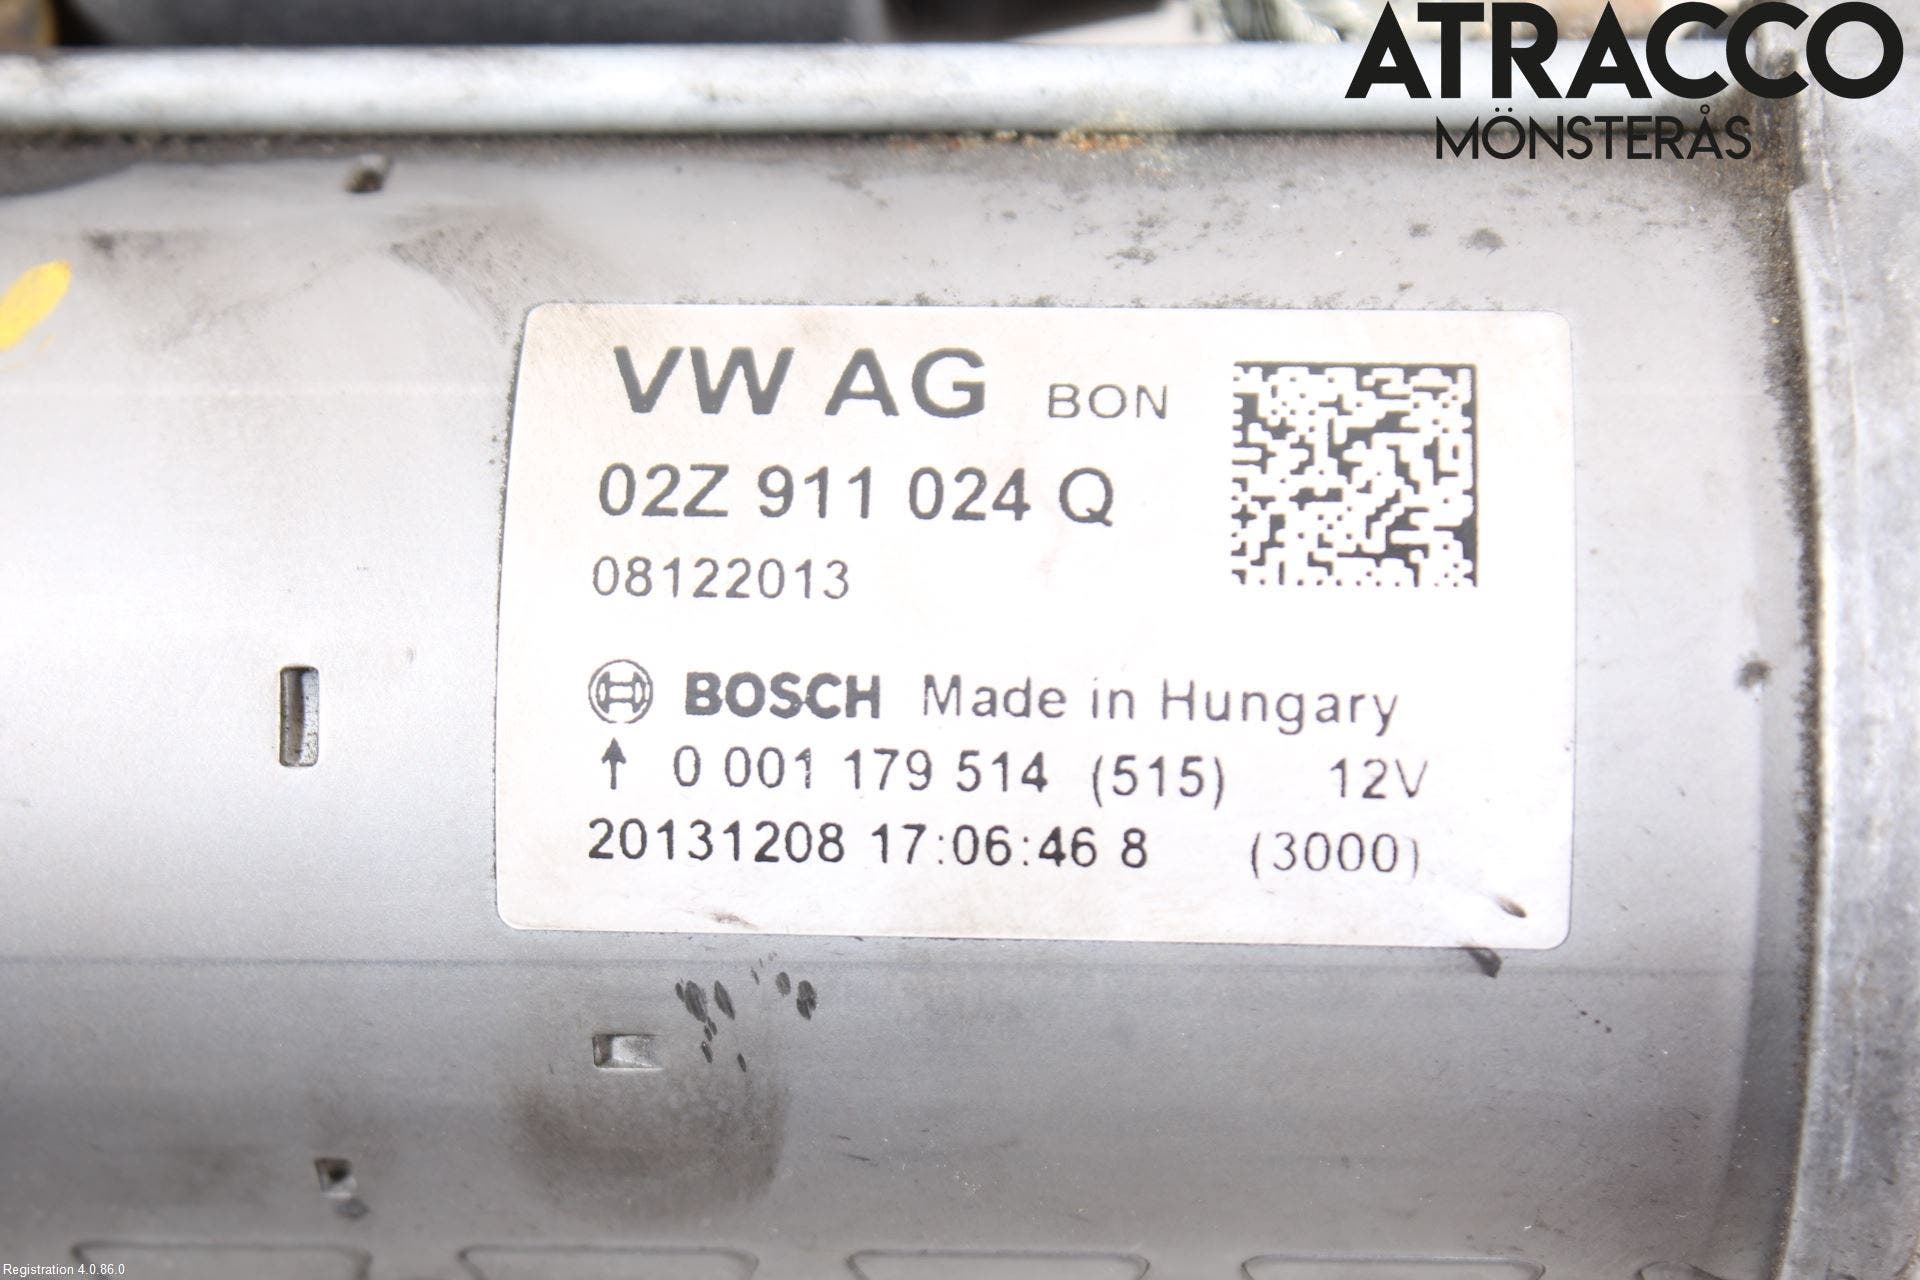 ATRACCO
MÖNSTERÅS
VW AG BON
02Z 911 024 Q
08122013
BOSCH Made in Hungary
↑ 0 001 179 514 (515) 12V
20131208 17:06:46 8 (3000)
Registration 4.0.86.0